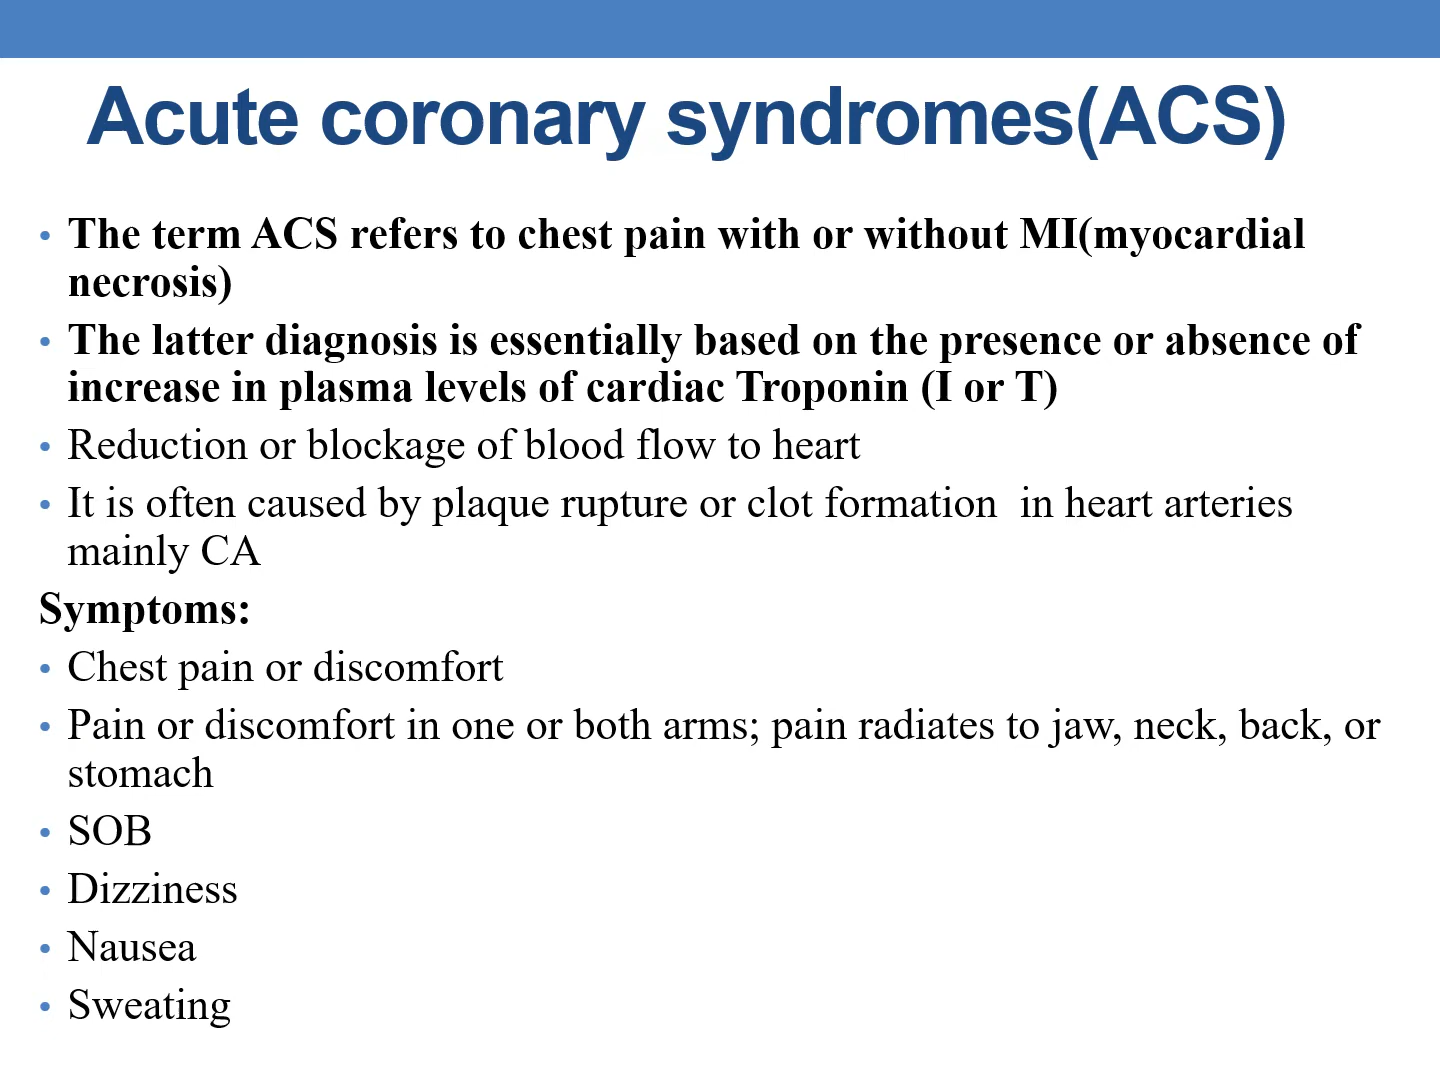 Acute coronary syndromes(ACS)
• The term ACS refers to chest pain with or without MI(myocardial
necrosis)
• The latter diagnosis is essentially based on the presence or absence of
increase in plasma levels of cardiac Troponin (I or T)
• Reduction or blockage of blood flow to heart
• It is often caused by plaque rupture or clot formation  in heart arteries
mainly CA
Symptoms:
• Chest pain or discomfort
• Pain or discomfort in one or both arms; pain radiates to jaw, neck, back, or
stomach
• SOB
• Dizziness
• Nausea
• Sweating